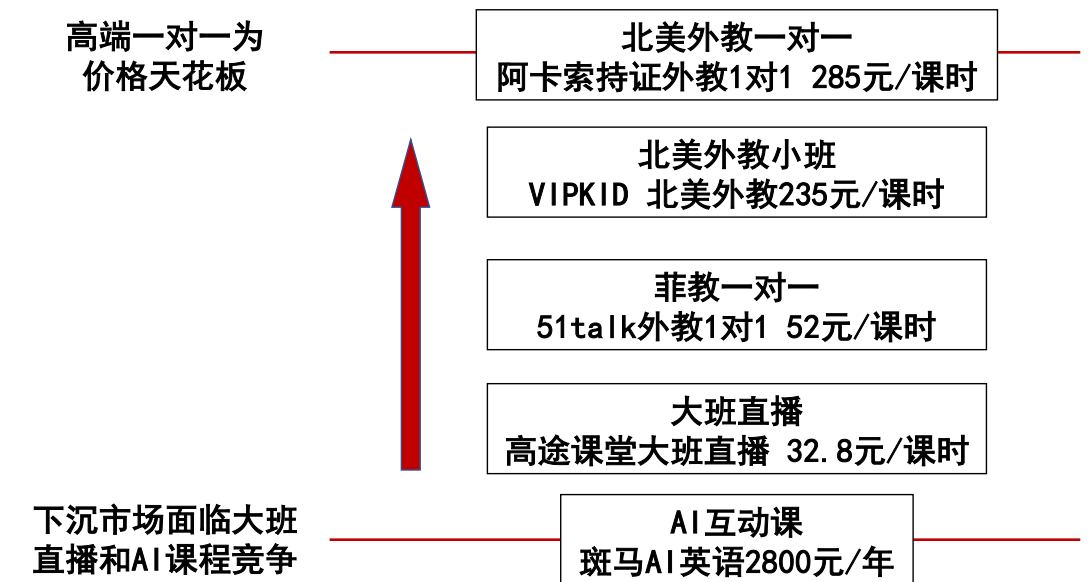 高端一对一为
价格天花板
北美外教一对一
阿卡索持证外教1对1 285元/课时
北美外教小班
VIPKID 北美外教235元/课时
菲教一对一
51talk外教1对1 52元/课时
大班直播
高途课堂大班直播 32.8元/课时
下沉市场面临大班
直播和AI课程竞争
AI互动课
斑马AI英语2800元/年